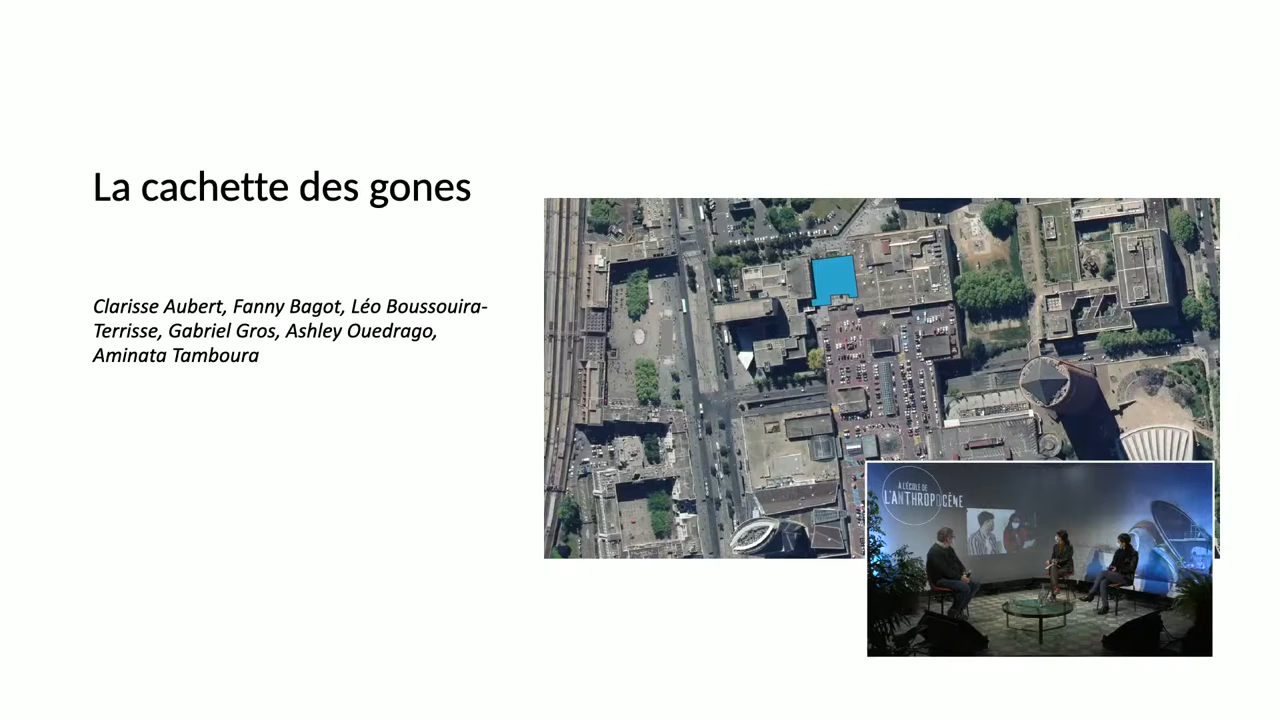 La cachette des gones
Clarisse Aubert, Fanny Bagot, Léo Boussouira-
Terrisse, Gabriel Gros, Ashley Ouedrago,
Aminata Tamboura
À L'ÉCOLE DE
L'ANTHROPOCÈNE